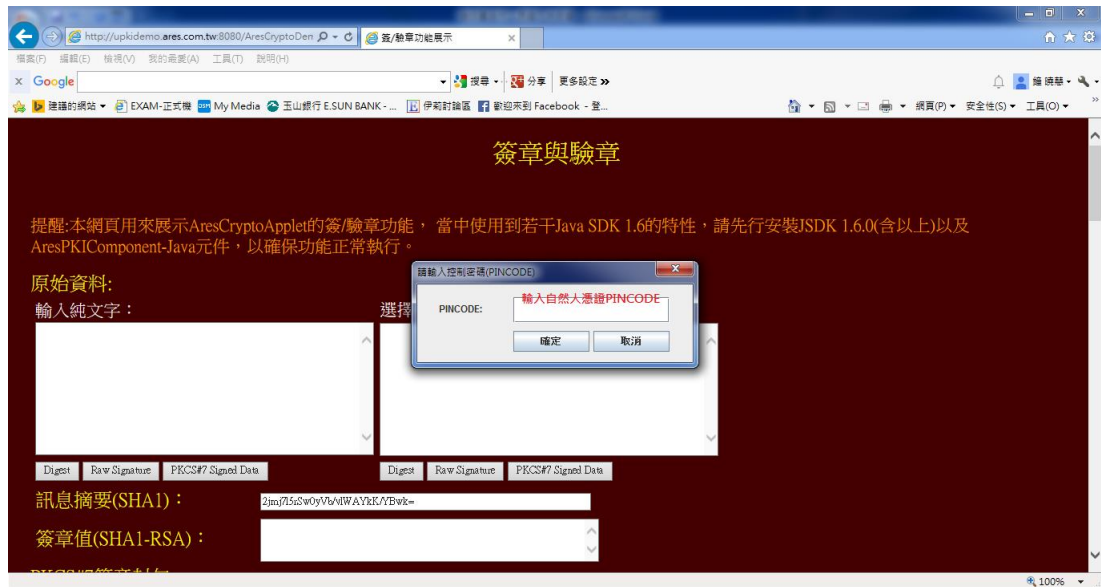 http://upkidemo.ares.com.tw:8080/AresCryptoDen
簽/驗章功能展示
檔案(F) 編輯(E) 檢視(V) 我的最愛(A) 工具(T) 說明(H)
Google
搜尋
分享
更多設定 »
鐘曉慧
建議的網站
EXAM-正式機
My Media
玉山銀行 E.SUN BANK - ...
伊莉討論區
歡迎來到 Facebook - 登...
網頁(P)
安全性(S)
工具(O)
簽章與驗章
提醒:本網頁用來展示AresCryptoApplet的簽/驗章功能， 當中使用到若干Java SDK 1.6的特性，請先行安裝JSDK 1.6.0(含以上)以及
AresPKIComponent-Java元件，以確保功能正常執行。
請輸入控制密碼(PINCODE)
PINCODE:
輸入自然人憑證PINCODE
確定
取消
原始資料:
輸入純文字：
選擇
Digest
Raw Signature
PKCS#7 Signed Data
Digest
Raw Signature
PKCS#7 Signed Data
訊息摘要(SHA1)：
2jmj7l5rSw0yVb/vlWAYkK/YBwk=
簽章值(SHA1-RSA)：
100%